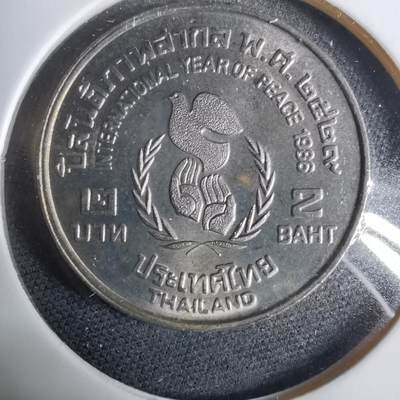 ปีสันติภาพสากล พ.ศ. ๒๕๒๙
INTERNATIONAL YEAR OF PEACE 1986
๒ 2
บาท BAHT
ประเทศไทย
THAILAND